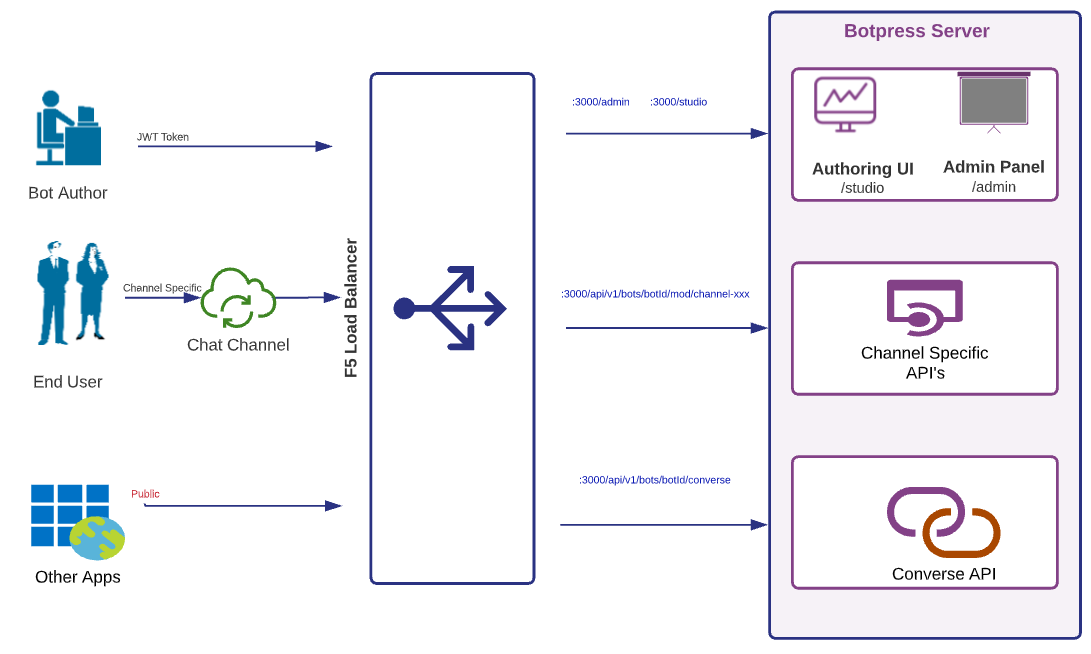 Botpress Server
:3000/admin :3000/studio
JWT Token
Authoring UI
/studio
Admin Panel
/admin
Bot Author
F5 Load Balancer
Channel Specific
Chat Channel
End User
:3000/api/v1/bots/botId/mod/channel-xxx
Channel Specific
API's
Public
Other Apps
:3000/api/v1/bots/botId/converse
Converse API